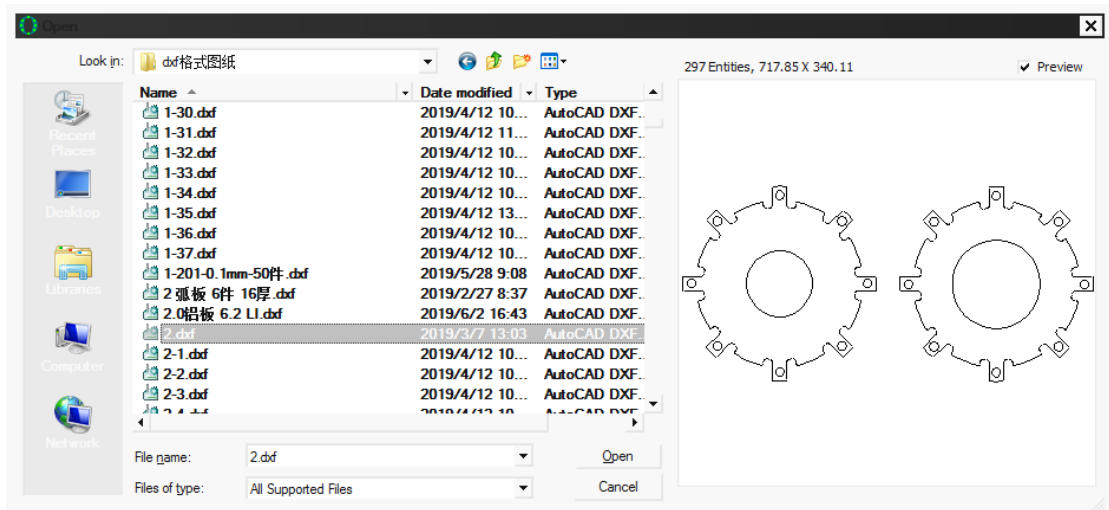 Open
Look in: dxf格式图纸
297 Entities, 717.85 X 340.11
Preview
Name Date modified Type
1-30.dxf 2019/4/12 10... AutoCAD DXF..
1-31.dxf 2019/4/12 11... AutoCAD DXF..
1-32.dxf 2019/4/12 10... AutoCAD DXF..
1-33.dxf 2019/4/12 10... AutoCAD DXF..
1-34.dxf 2019/4/12 10... AutoCAD DXF..
1-35.dxf 2019/4/12 13... AutoCAD DXF..
1-36.dxf 2019/4/12 10... AutoCAD DXF..
1-37.dxf 2019/4/12 10... AutoCAD DXF..
1-201-0.1mm-50件.dxf 2019/5/28 9:08 AutoCAD DXF..
2 弧板 6件 16厚.dxf 2019/2/27 8:37 AutoCAD DXF..
2.0铝板 6.2 LI.dxf 2019/6/2 16:43 AutoCAD DXF..
2.dxf 2019/3/7 13:03 AutoCAD DXF..
2-1.dxf 2019/4/12 10... AutoCAD DXF..
2-2.dxf 2019/4/12 10... AutoCAD DXF..
2-3.dxf 2019/4/12 10... AutoCAD DXF..
2-4.dxf 2019/4/12 10... AutoCAD DXF..
Recent Places
Desktop
Libraries
Computer
Network
File name: 2.dxf
Open
Files of type: All Supported Files
Cancel